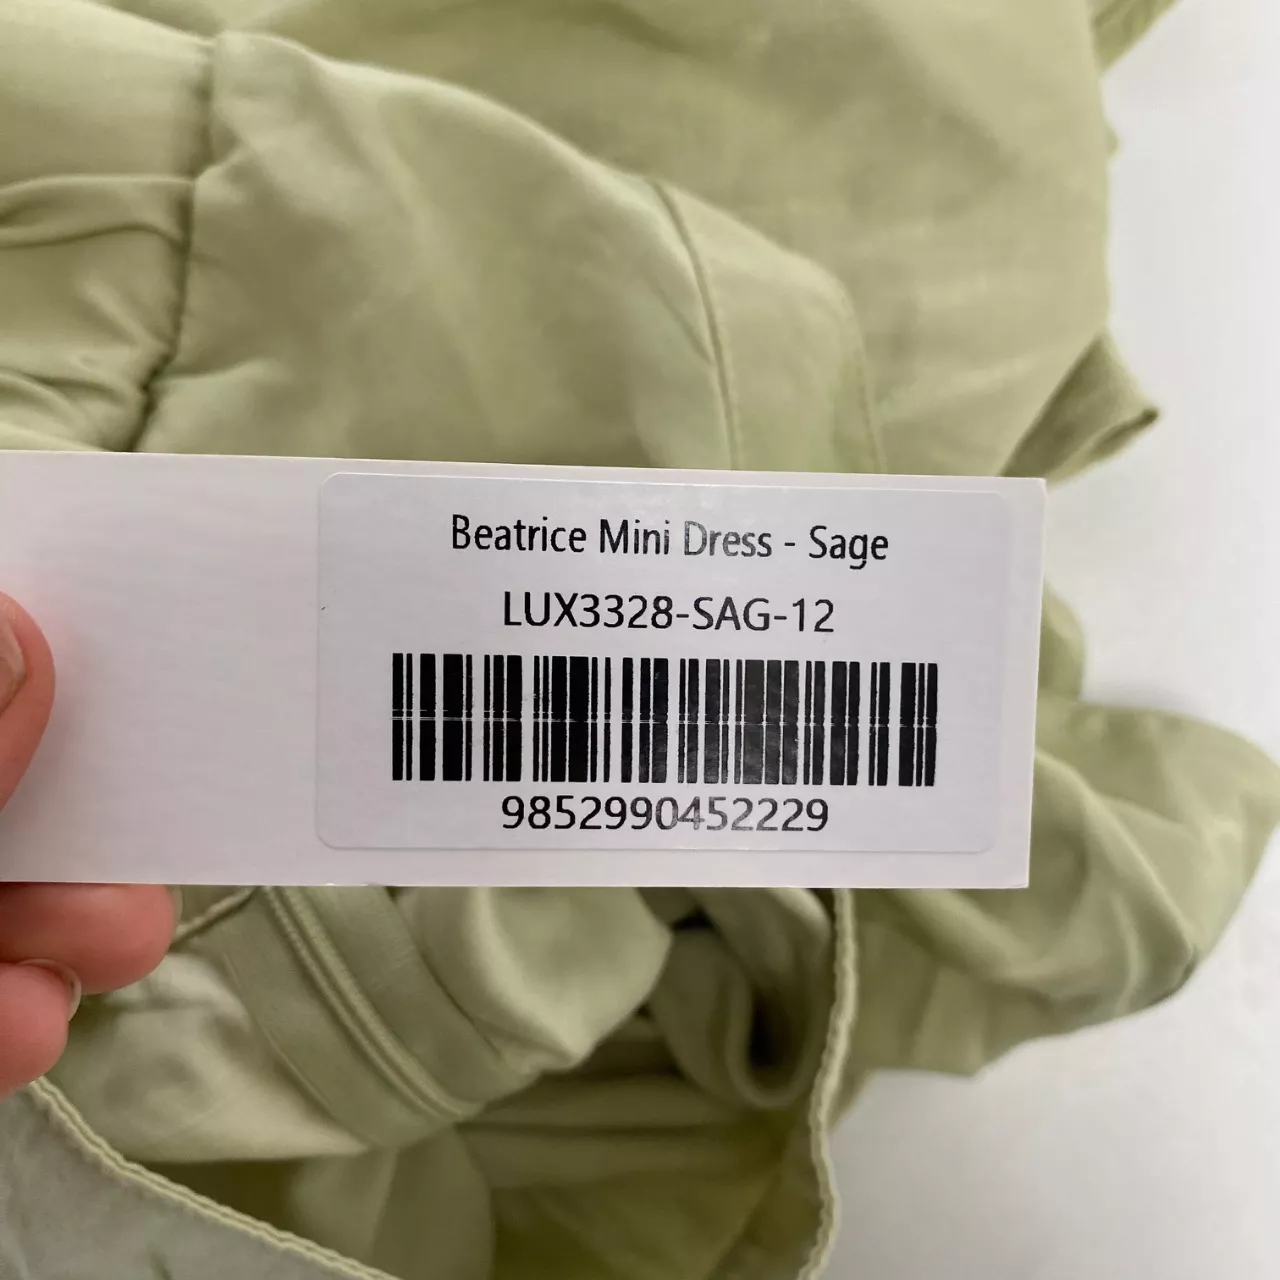 Beatrice Mini Dress - Sage
LUX3328-SAG-12
9852990452229